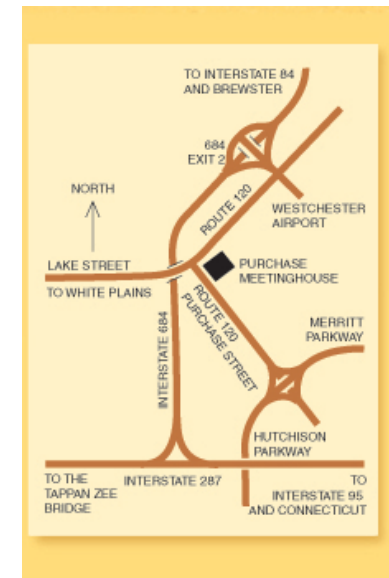 TO INTERSTATE 84
AND BREWSTER
684
EXIT 2
NORTH
ROUTE 120
WESTCHESTER
AIRPORT
LAKE STREET
TO WHITE PLAINS
PURCHASE
MEETINGHOUSE
ROUTE 120
PURCHASE STREET
MERRITT
PARKWAY
INTERSTATE 684
HUTCHISON
PARKWAY
TO THE
TAPPAN ZEE
BRIDGE
INTERSTATE 287
TO
INTERSTATE 95
AND CONNECTICUT